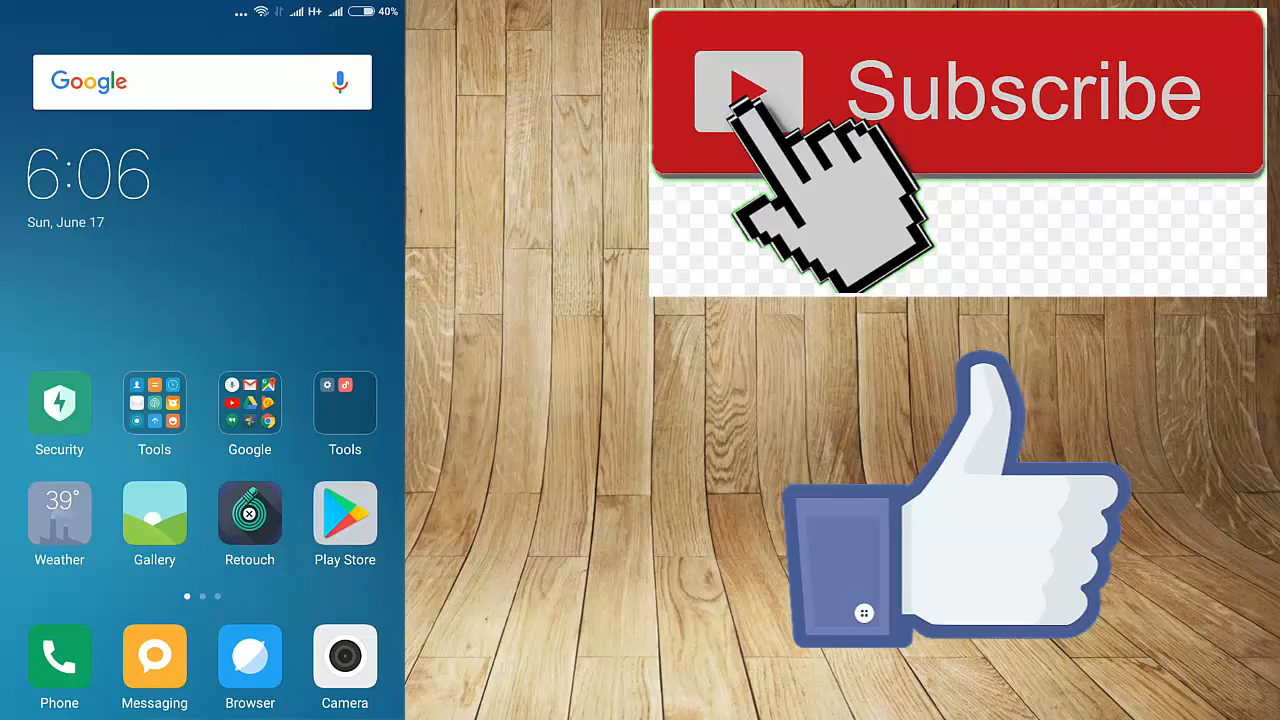 ... H+ 40%
Google
6:06
Sun, June 17
Subscribe
Security Tools Google Tools
39°
Weather Gallery Retouch Play Store
Phone Messaging Browser Camera